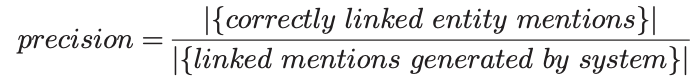 precision = |{correctly linked entity mentions}| / |{linked mentions generated by system}|